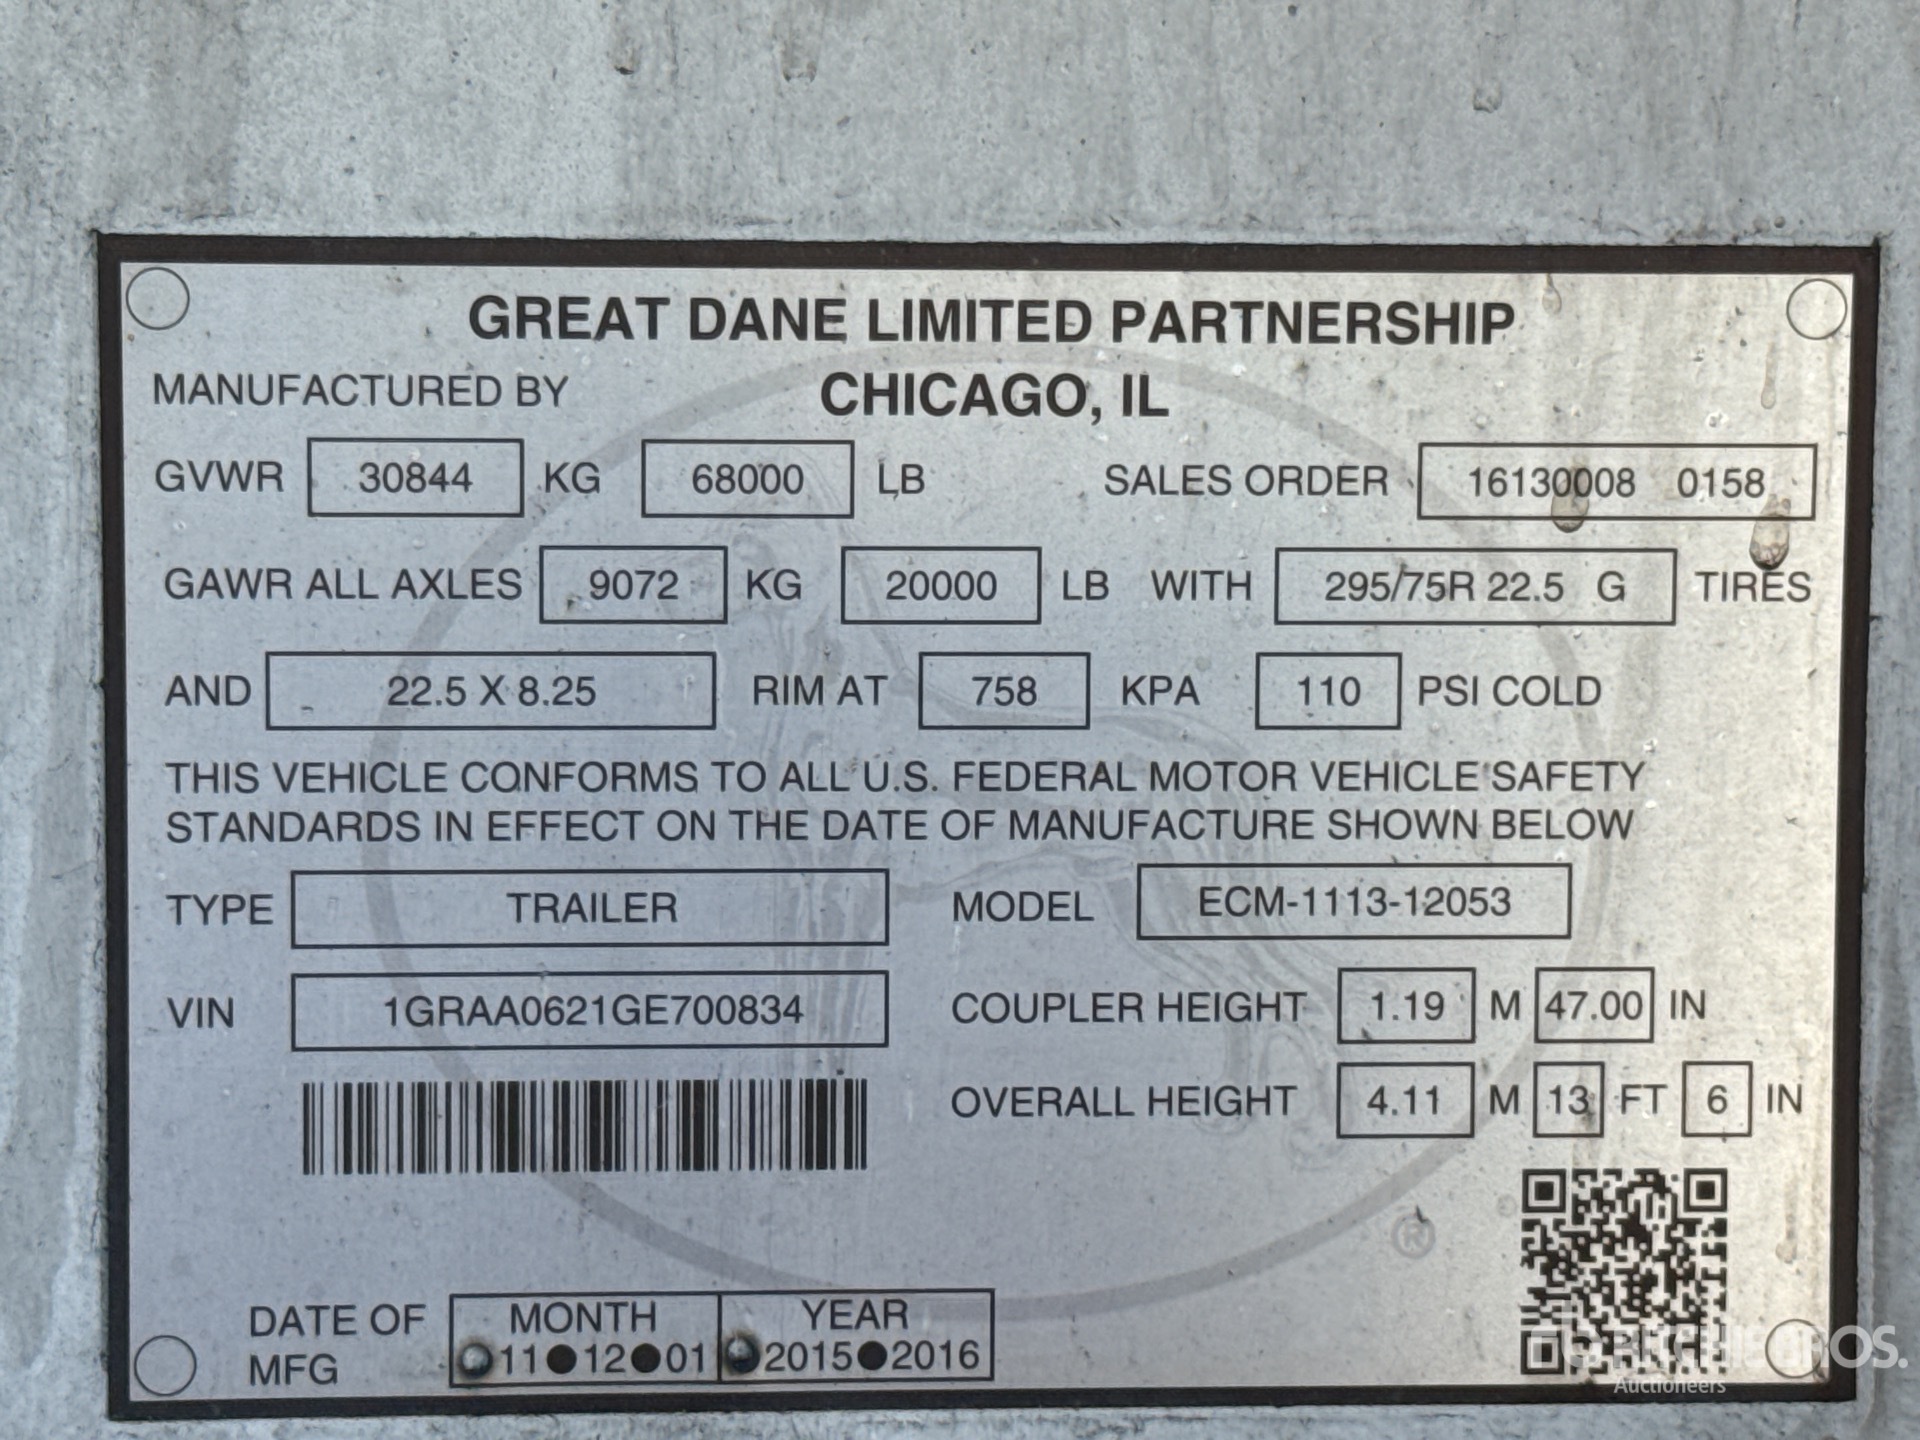 GREAT DANE LIMITED PARTNERSHIP
MANUFACTURED BY CHICAGO, IL
GVWR 30844 KG 68000 LB SALES ORDER 16130008 0158
GAWR ALL AXLES 9072 KG 20000 LB WITH 295/75R 22.5 G TIRES
AND 22.5 X 8.25 RIM AT 758 KPA 110 PSI COLD
THIS VEHICLE CONFORMS TO ALL U.S. FEDERAL MOTOR VEHICLE SAFETY
STANDARDS IN EFFECT ON THE DATE OF MANUFACTURE SHOWN BELOW
TYPE TRAILER MODEL ECM-1113-12053
VIN 1GRAA0621GE700834 COUPLER HEIGHT 1.19 M 47.00 IN
OVERALL HEIGHT 4.11 M 13 FT 6 IN
®
DATE OF MFG
MONTH YEAR
11 ● 12 ● 01 2015 ● 2016
RITCHIE BROS.
Auctioneers